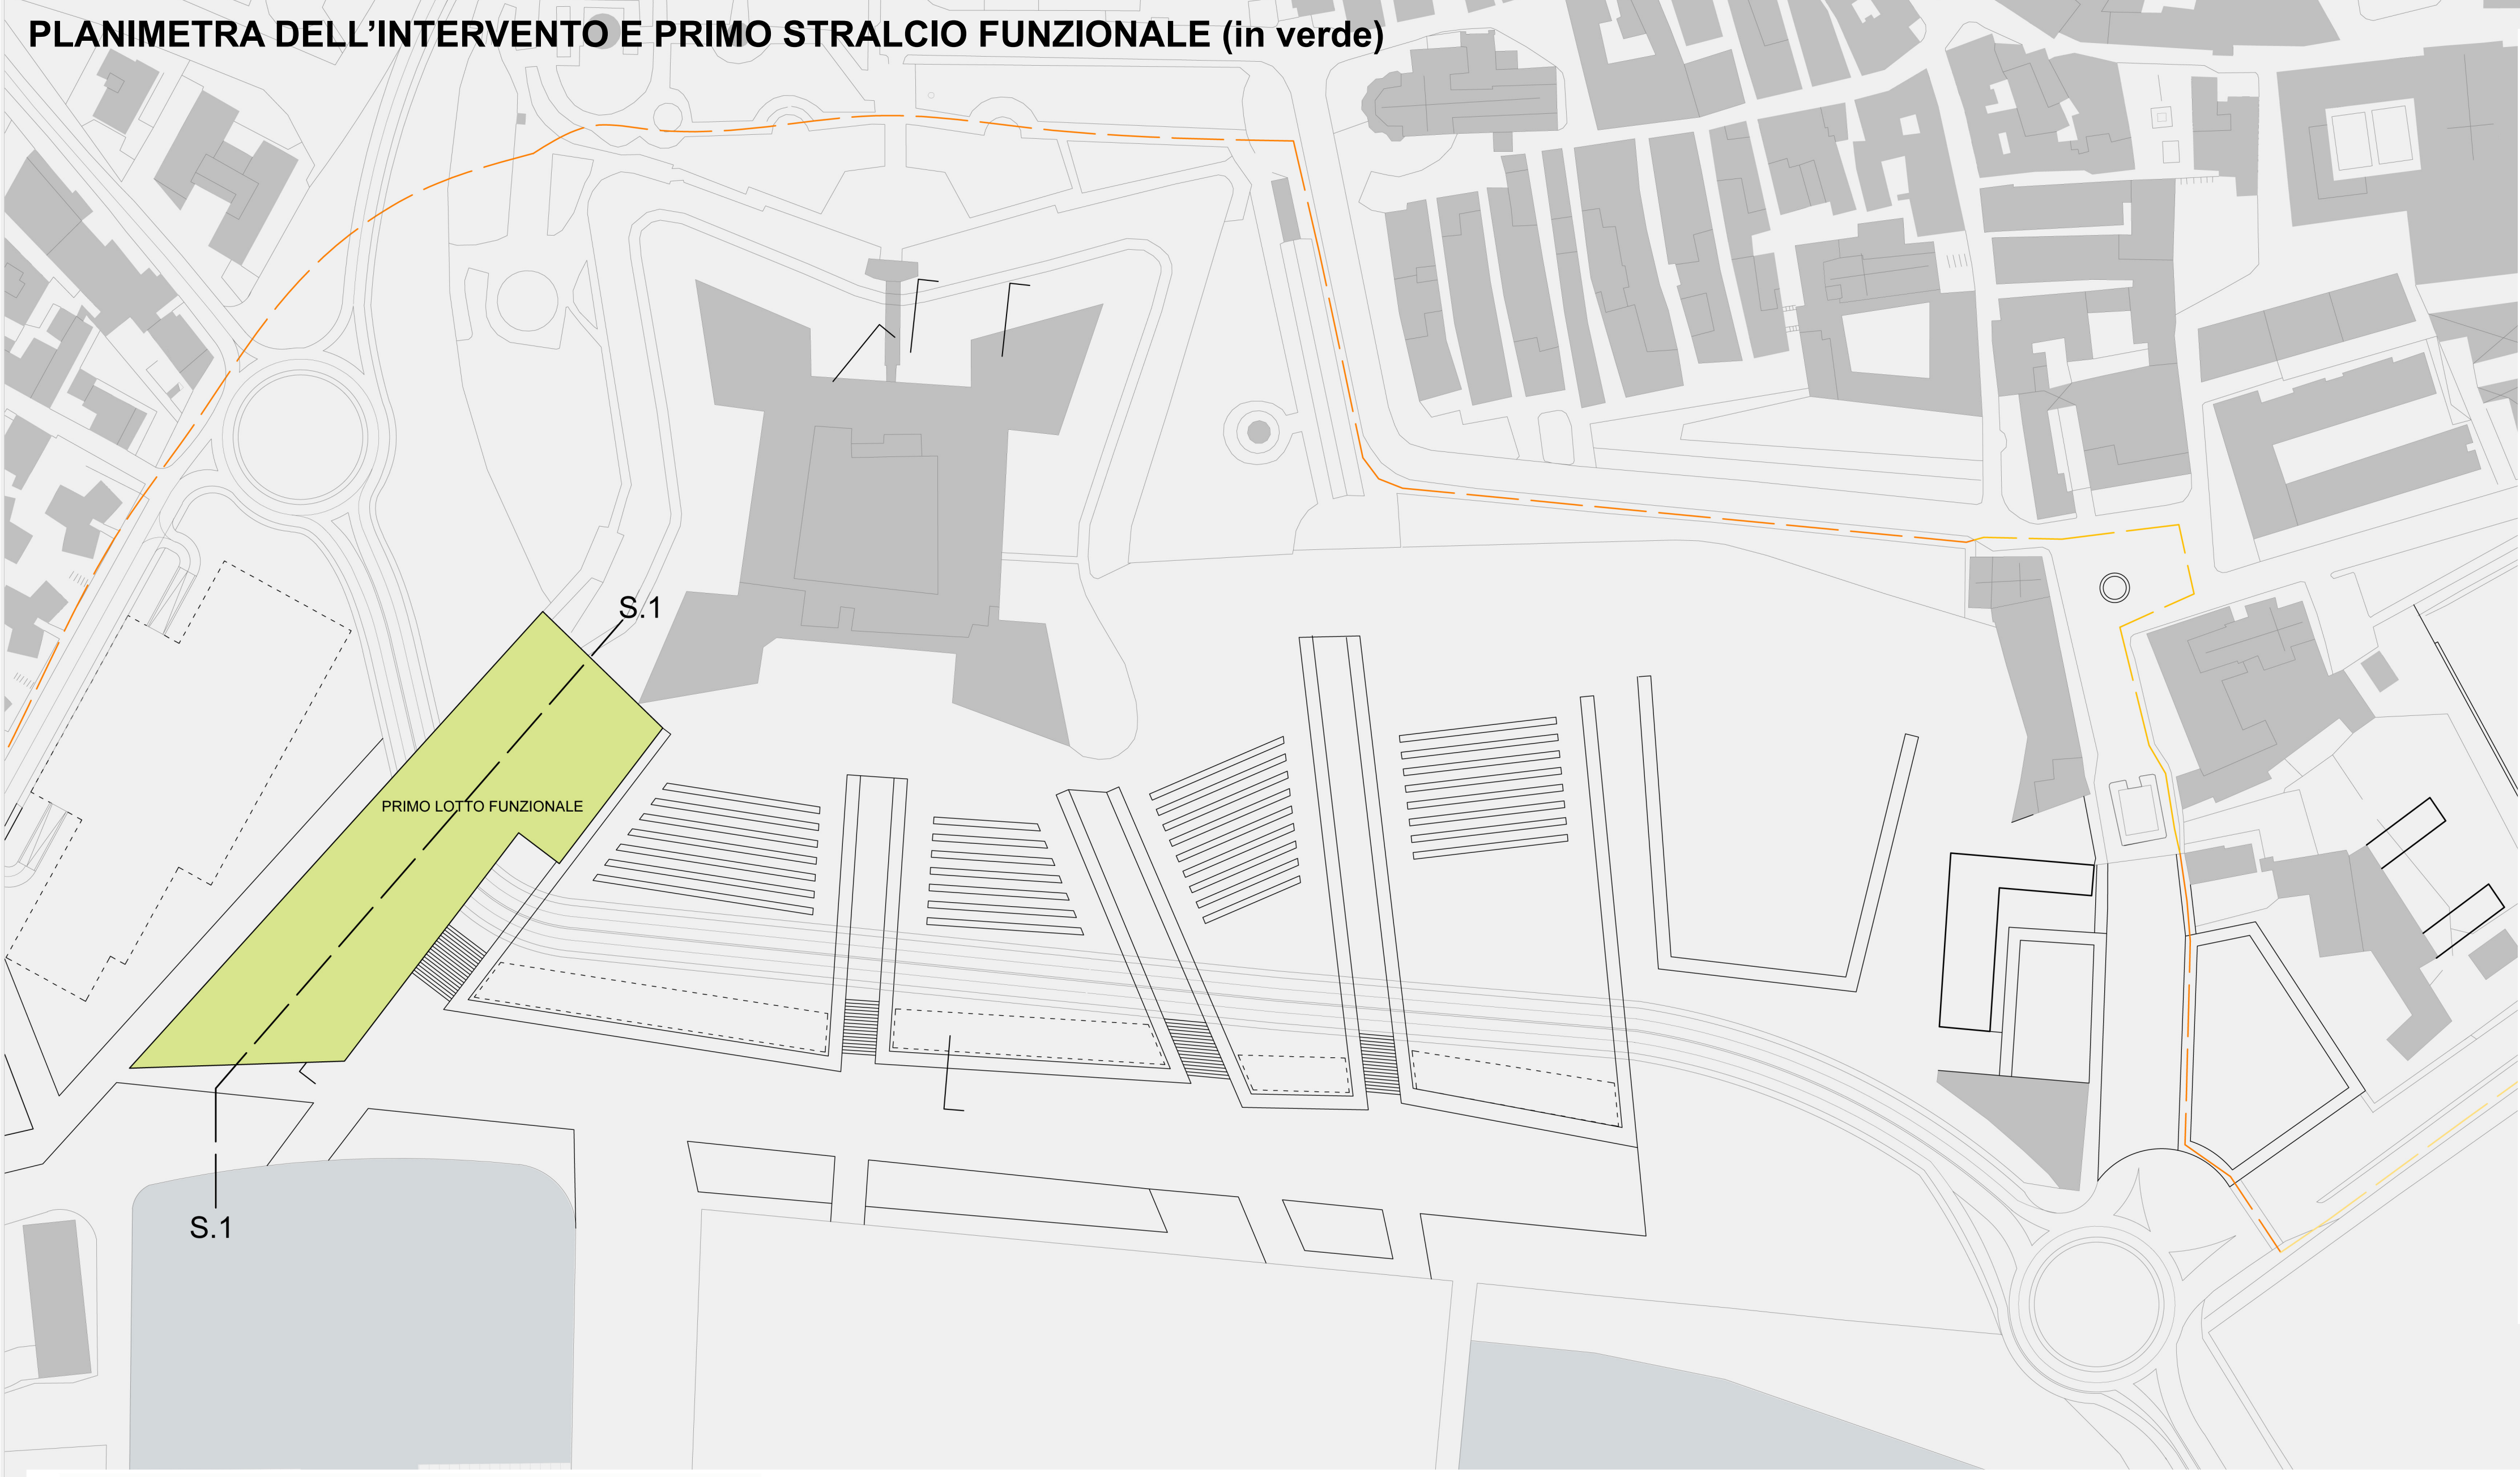 PLANIMETRA DELL'INTERVENTO E PRIMO STRALCIO FUNZIONALE (in verde)
S.1
PRIMO LOTTO FUNZIONALE
S.1